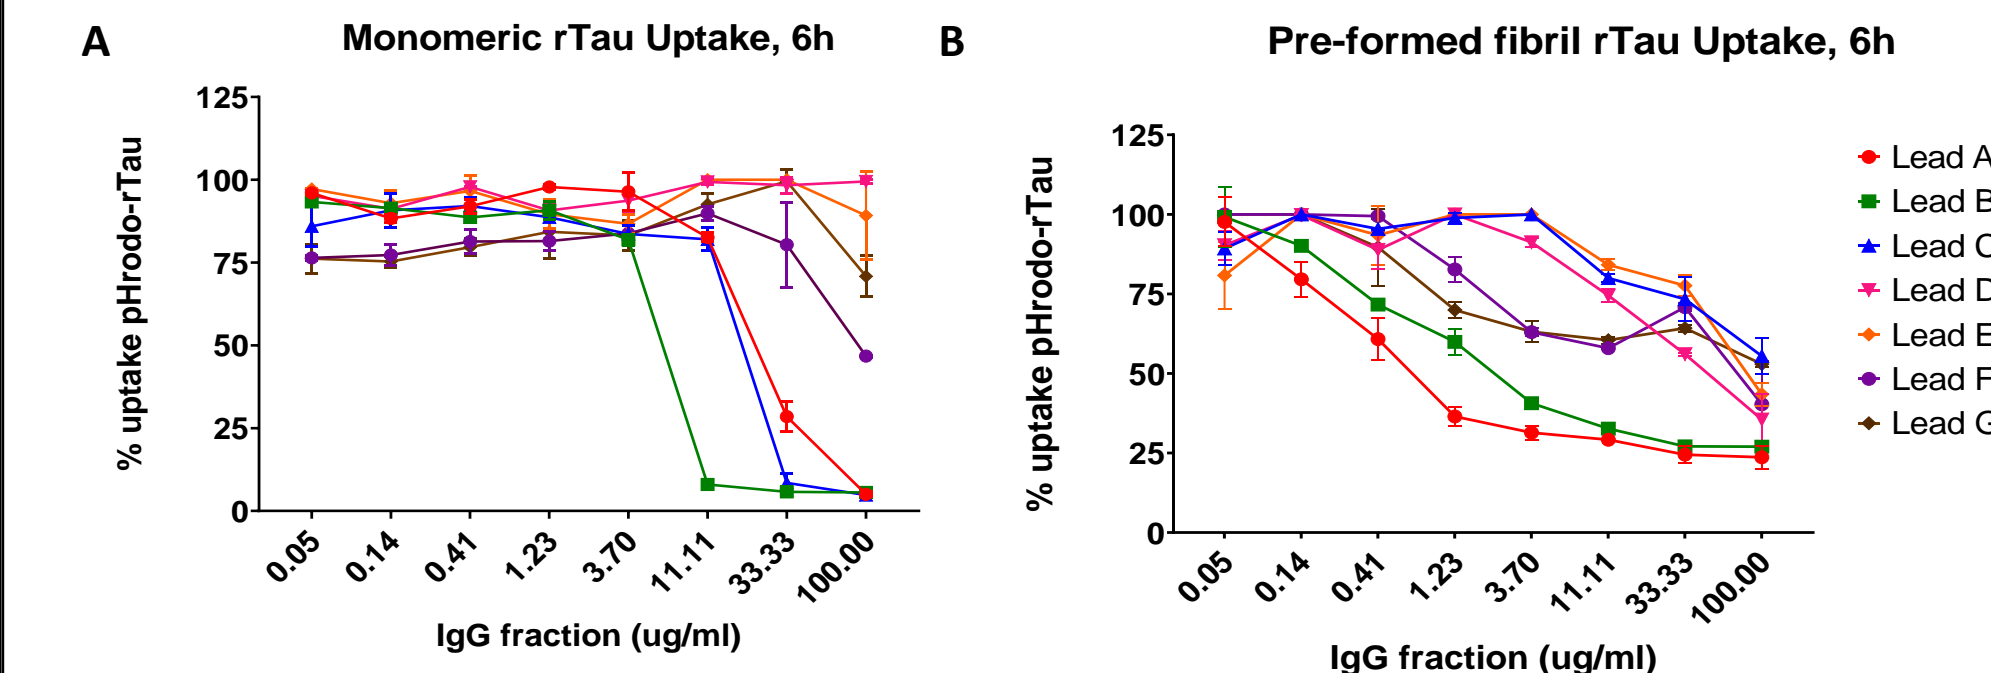 A
Monomeric rTau Uptake, 6h
% uptake pHrodo-rTau
125
100
75
50
25
0
0.05
0.14
0.41
1.23
3.70
11.11
33.33
100.00
IgG fraction (ug/ml)
B
Pre-formed fibril rTau Uptake, 6h
% uptake pHrodo-rTau
125
100
75
50
25
0
0.05
0.14
0.41
1.23
3.70
11.11
33.33
100.00
IgG fraction (ug/ml)
Lead A
Lead B
Lead C
Lead D
Lead E
Lead F
Lead G